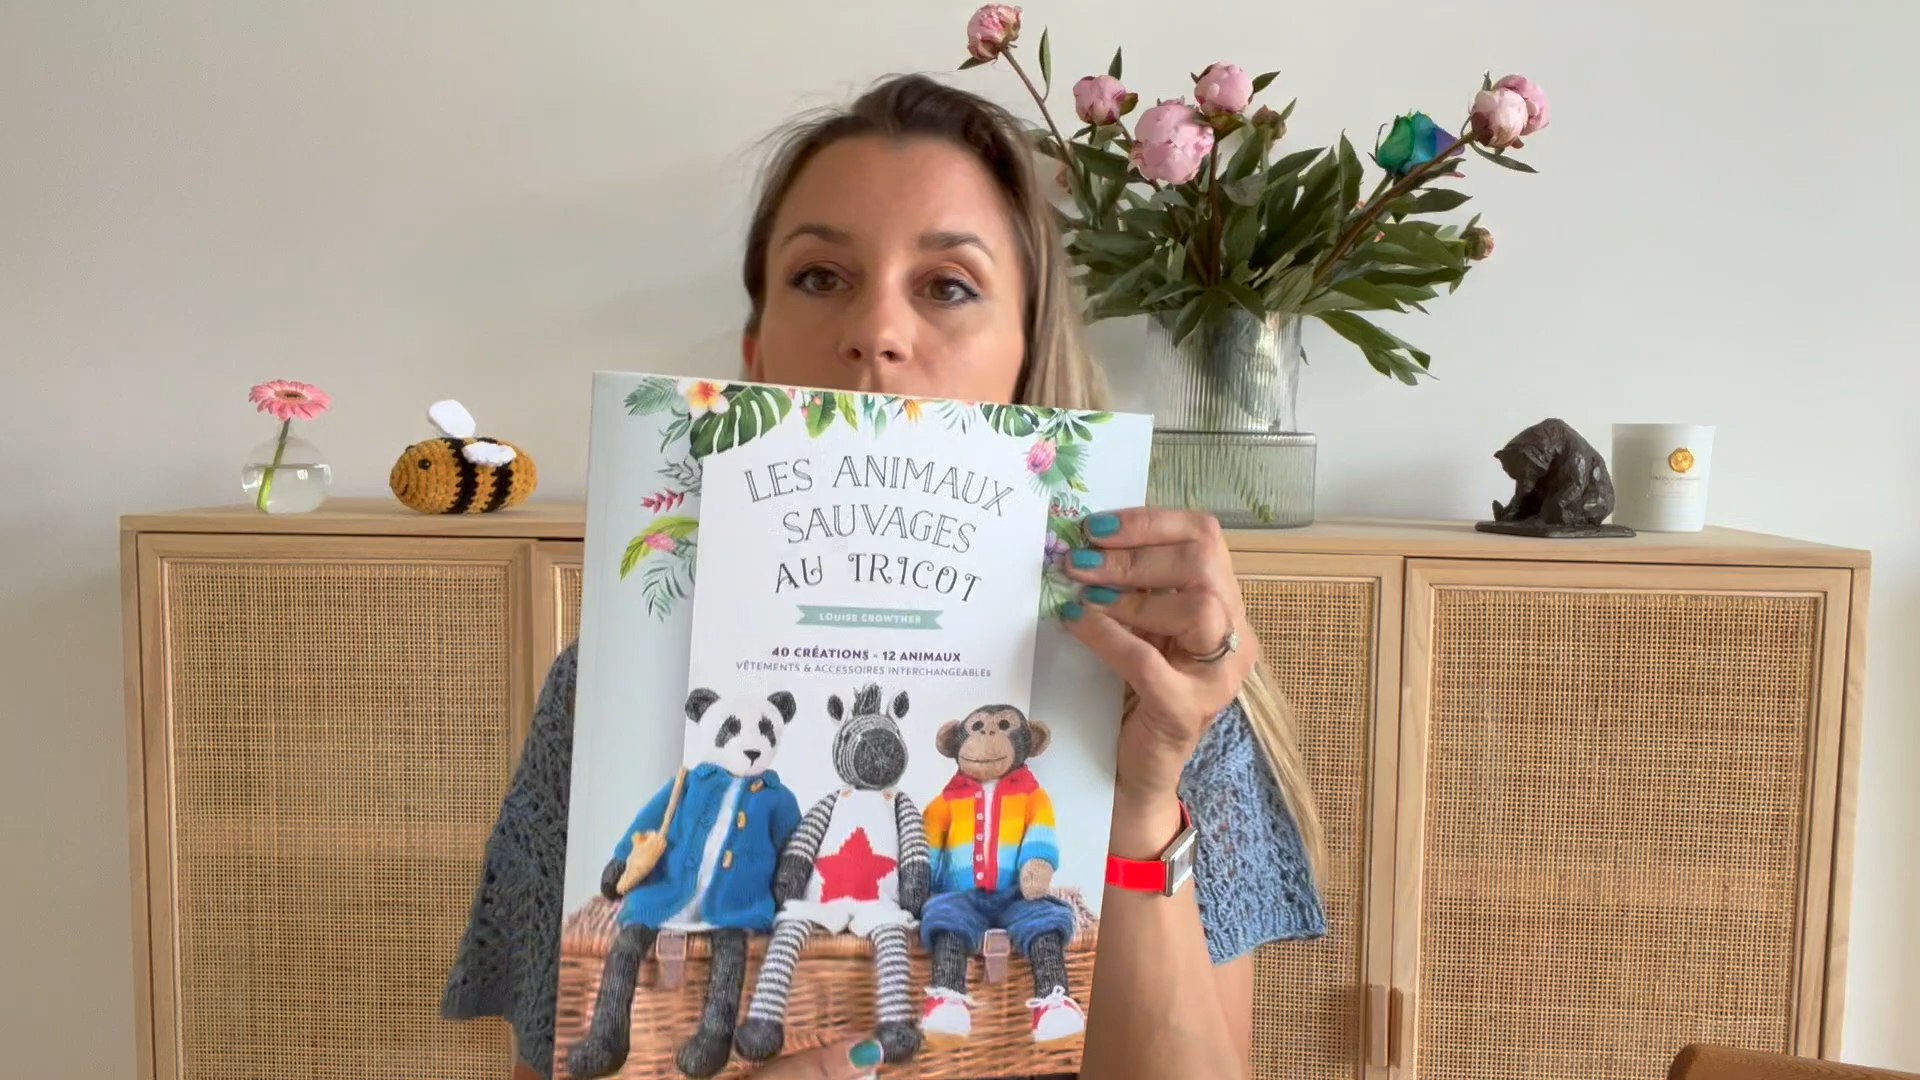 LES ANIMAUX
SAUVAGES
AU TRICOT
LOUISE CROWTHER
40 CRÉATIONS - 12 ANIMAUX
VÊTEMENTS & ACCESSOIRES INTERCHANGEABLES